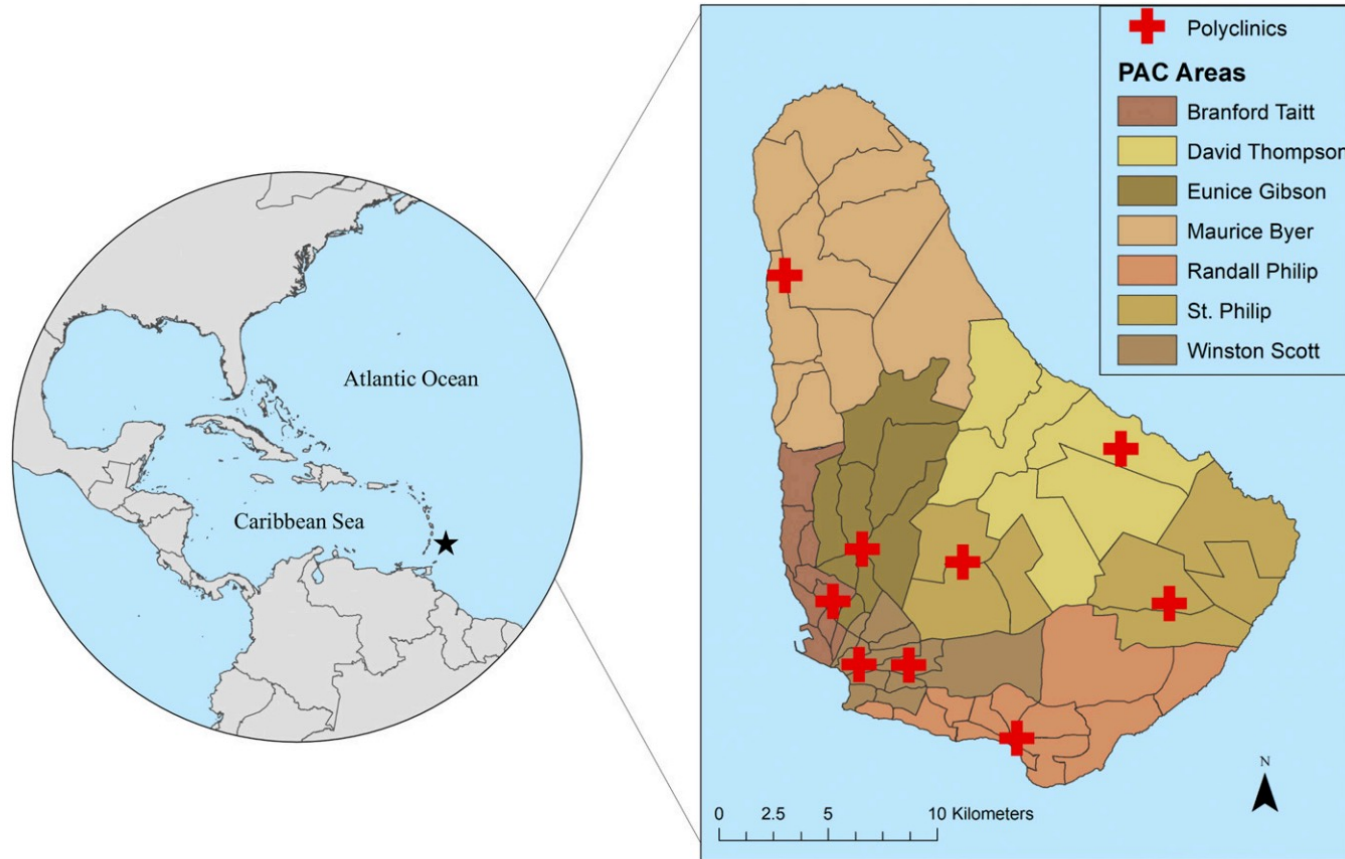 Atlantic Ocean
Caribbean Sea
Polyclinics
PAC Areas
Branford Taitt
David Thompson
Eunice Gibson
Maurice Byer
Randall Philip
St. Philip
Winston Scott
N
0 2.5 5 10 Kilometers